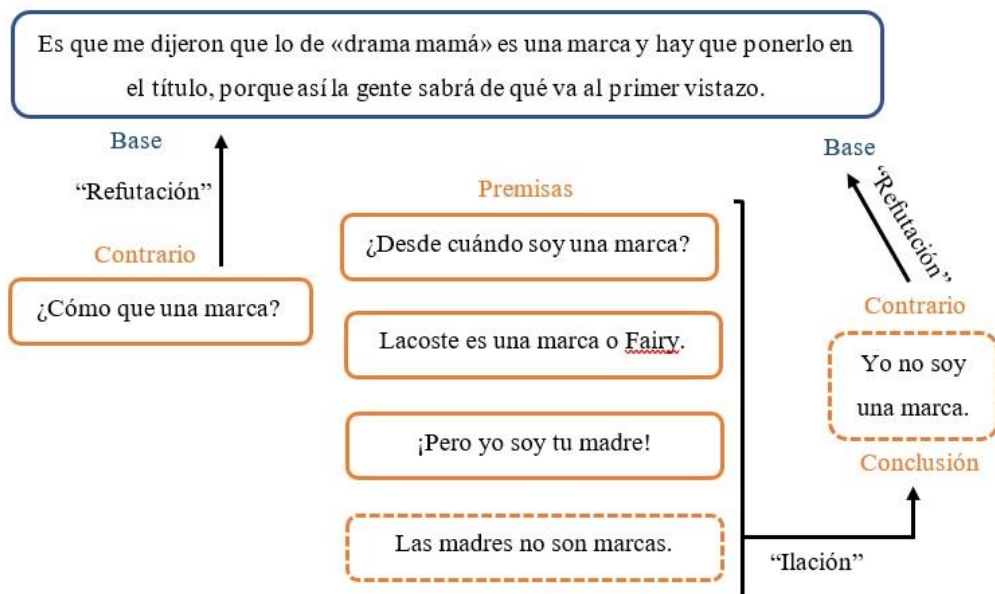 Es que me dijeron que lo de «drama mamá» es una marca y hay que ponerlo en
el título, porque así la gente sabrá de qué va al primer vistazo.
Base
“Refutación”
Contrario
¿Cómo que una marca?
Premisas
¿Desde cuándo soy una marca?
Lacoste es una marca o Fairy.
¡Pero yo soy tu madre!
Las madres no son marcas.
Base
“Refutación”
Contrario
Yo no soy
una marca.
Conclusión
“Ilación”